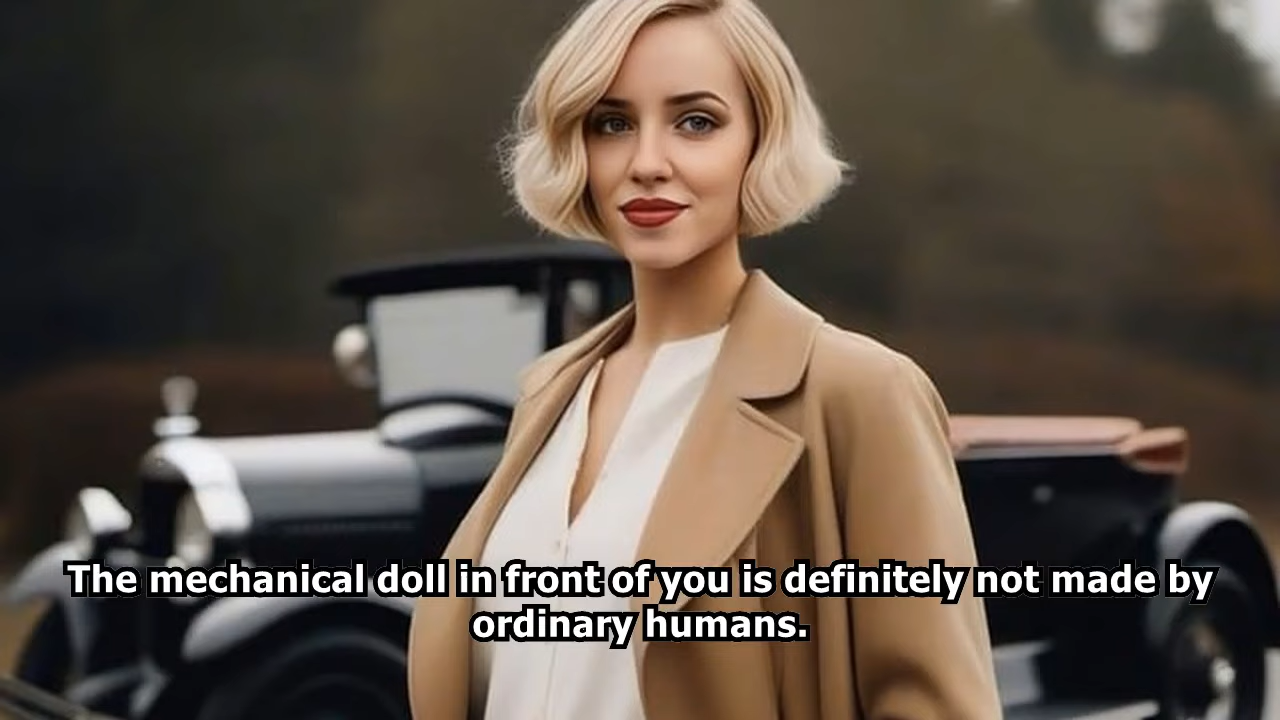 The mechanical doll in front of you is definitely not made by
ordinary humans.